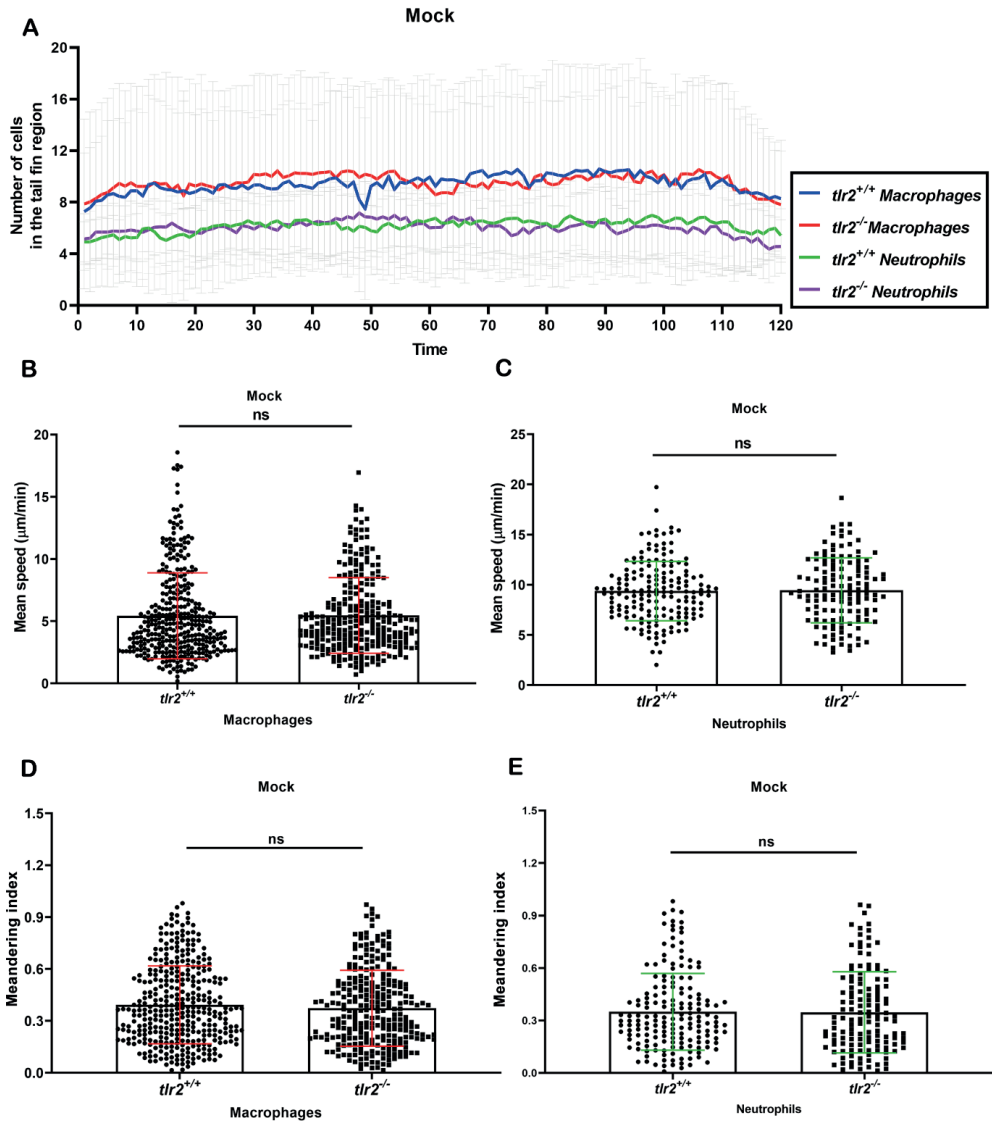 Mock
A
Number of cells
in the tail fin region
20
16
12
8
4
0
0 10 20 30 40 50 60 70 80 90 100 110 120
Time
tlr2+/+ Macrophages
tlr2-/- Macrophages
tlr2+/+ Neutrophils
tlr2-/- Neutrophils
B
Mock
ns
Mean speed (μm/min)
20
15
10
5
0
tlr2+/+ tlr2-/-
Macrophages
C
Mock
ns
Mean speed (μm/min)
25
20
15
10
5
0
tlr2+/+ tlr2-/-
Neutrophils
D
Mock
ns
Meandering index
1.5
1.2
0.9
0.6
0.3
0.0
tlr2+/+ tlr2-/-
Macrophages
E
Mock
ns
Meandering index
1.5
1.2
0.9
0.6
0.3
0.0
tlr2+/+ tlr2-/-
Neutrophils